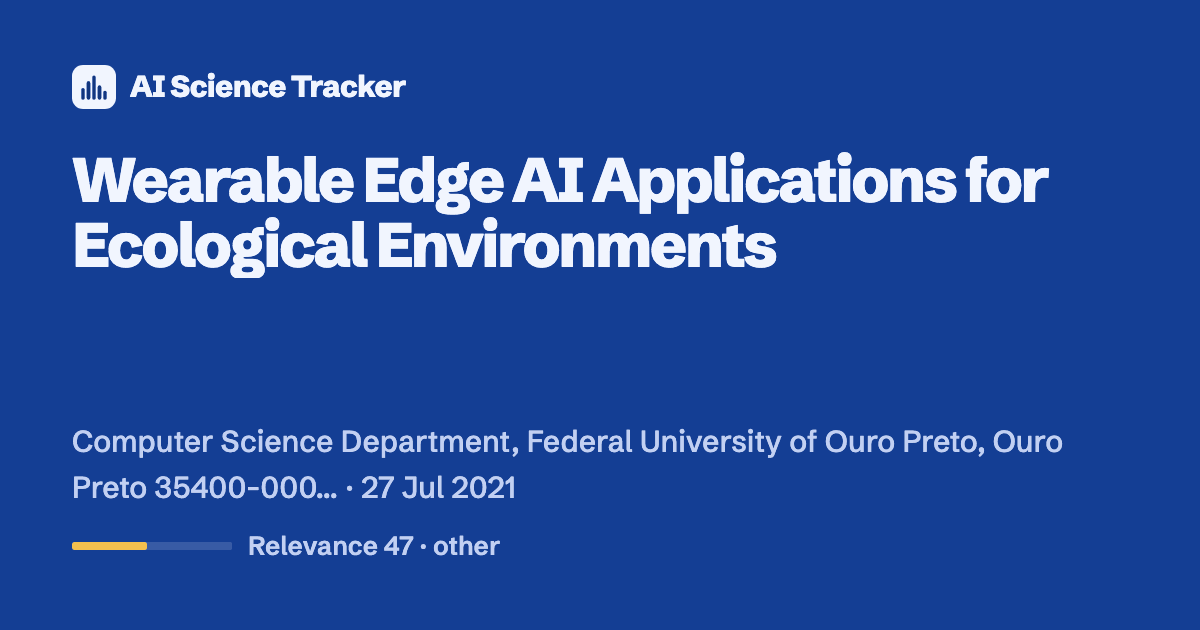 AI Science Tracker
Wearable Edge AI Applications for
Ecological Environments
Computer Science Department, Federal University of Ouro Preto, Ouro
Preto 35400-000... · 27 Jul 2021
Relevance 47 · other